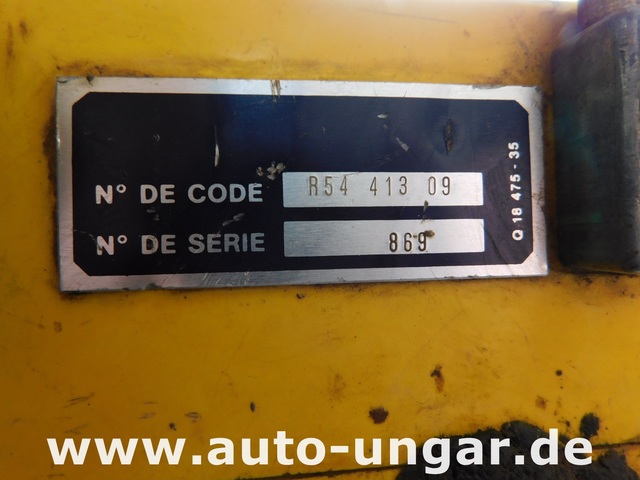 N° DE CODE R54 413 09
N° DE SERIE 869
Q 18 475 - 35
www.auto-ungar.de